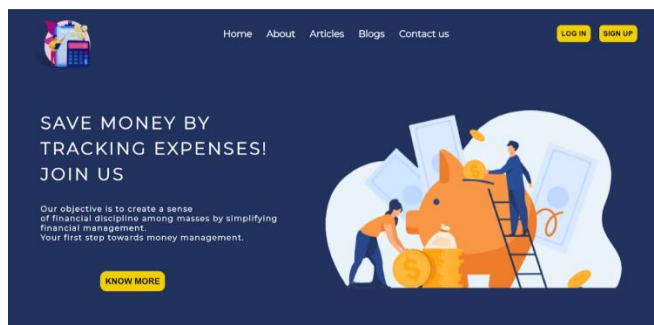 Home About Articles Blogs Contact us
LOG IN SIGN UP
SAVE MONEY BY
TRACKING EXPENSES!
JOIN US
Our objective is to create a sense
of financial discipline among masses by simplifying
financial management.
Your first step towards money management.
KNOW MORE